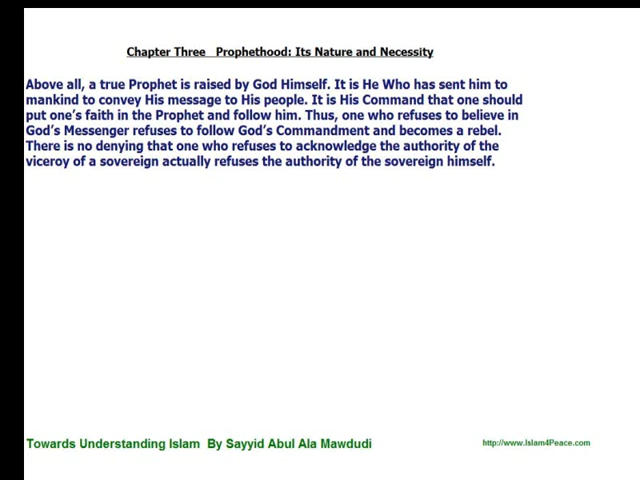 Chapter Three   Prophethood: Its Nature and Necessity
Above all, a true Prophet is raised by God Himself. It is He Who has sent him to
mankind to convey His message to His people. It is His Command that one should
put one's faith in the Prophet and follow him. Thus, one who refuses to believe in
God's Messenger refuses to follow God's Commandment and becomes a rebel.
There is no denying that one who refuses to acknowledge the authority of the
viceroy of a sovereign actually refuses the authority of the sovereign himself.
Towards Understanding Islam  By Sayyid Abul Ala Mawdudi
http://www.Islam4Peace.com